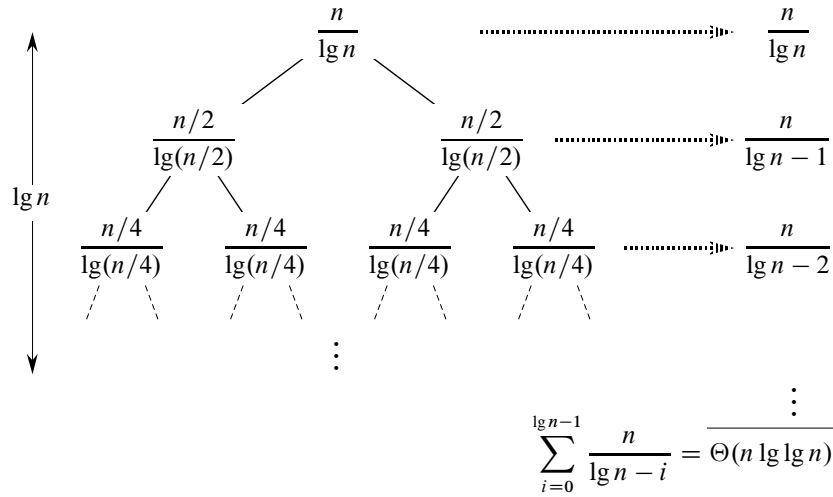 n/lg n n/lg n
n/2/lg(n/2) n/2/lg(n/2) n/(lg n − 1)
lg n
n/4/lg(n/4) n/4/lg(n/4) n/4/lg(n/4) n/4/lg(n/4) n/(lg n − 2)
⋮
⋮
∑_{i=0}^{lg n−1} n/(lg n − i) = Θ(n lg lg n)